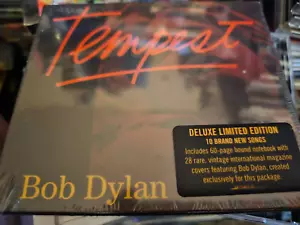 Tempest
DELUXE LIMITED EDITION
10 BRAND NEW SONGS
Includes 60-page bound notebook with
28 rare, vintage international magazine
covers featuring Bob Dylan, created
exclusively for this package.
Bob Dylan